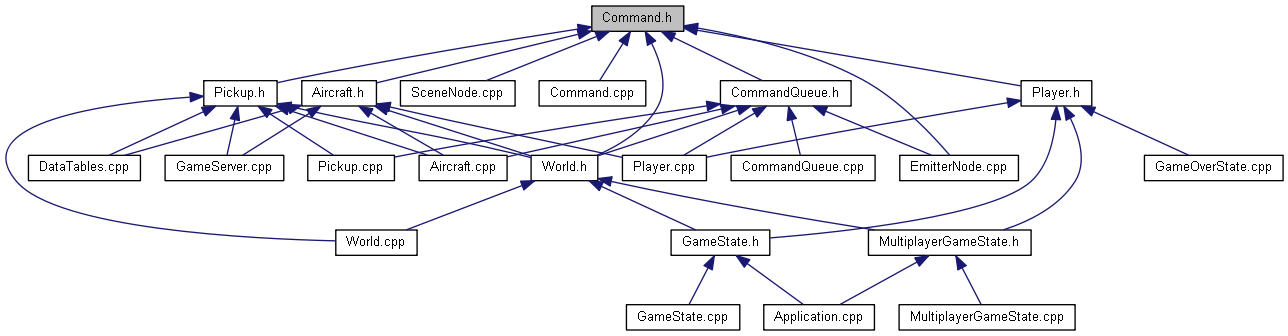 Command.h
Pickup.h
Aircraft.h
SceneNode.cpp
Command.cpp
CommandQueue.h
Player.h
DataTables.cpp
GameServer.cpp
Pickup.cpp
Aircraft.cpp
World.h
Player.cpp
CommandQueue.cpp
EmitterNode.cpp
GameOverState.cpp
World.cpp
GameState.h
MultiplayerGameState.h
GameState.cpp
Application.cpp
MultiplayerGameState.cpp